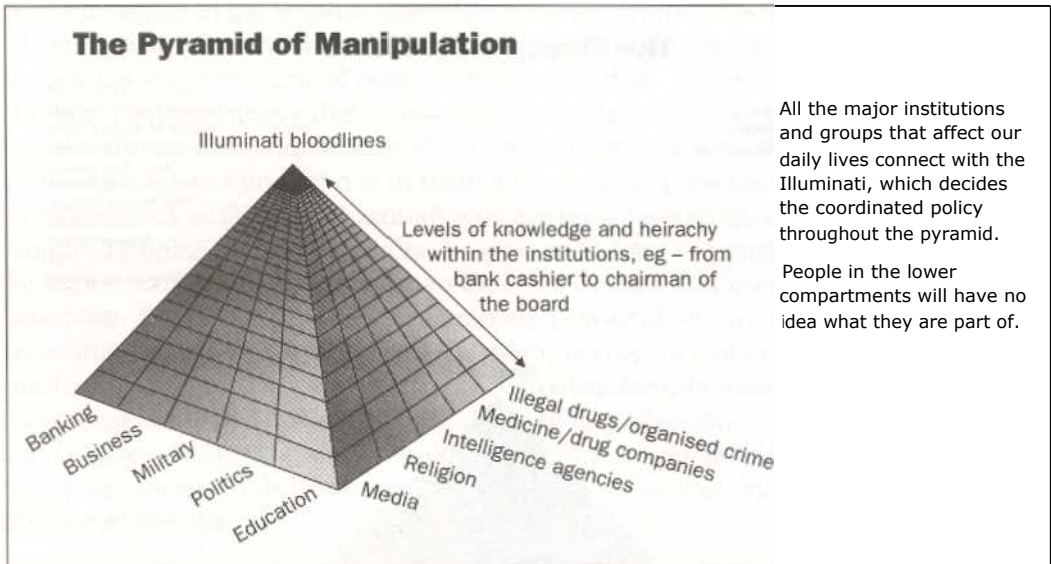 The Pyramid of Manipulation
Illuminati bloodlines
Levels of knowledge and heirachy
within the institutions, eg – from
bank cashier to chairman of
the board
Banking
Business
Military
Politics
Education
Media
Religion
Intelligence agencies
Medicine/drug companies
Illegal drugs/organised crime
All the major institutions
and groups that affect our
daily lives connect with the
Illuminati, which decides
the coordinated policy
throughout the pyramid.
People in the lower
compartments will have no
idea what they are part of.